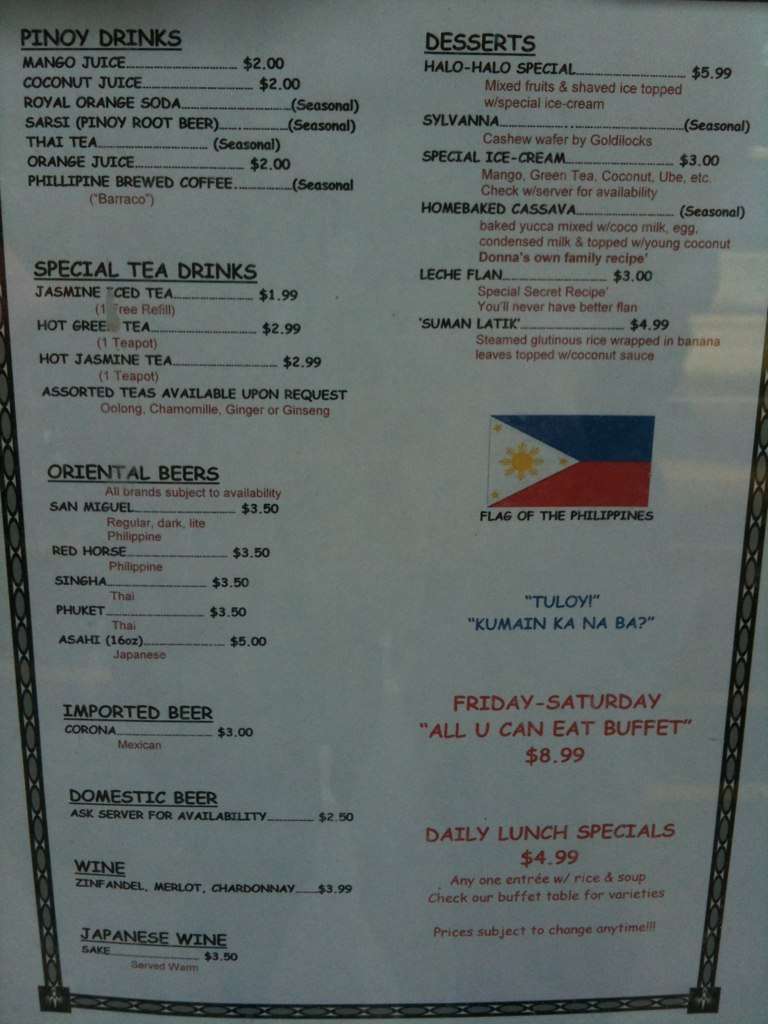 PINOY DRINKS
MANGO JUICE........................ $2.00
COCONUT JUICE........................ $2.00
ROYAL ORANGE SODA........................(Seasonal)
SARSI (PINOY ROOT BEER)...............(Seasonal)
THAI TEA........................ (Seasonal)
ORANGE JUICE........................ $2.00
PHILLIPINE BREWED COFFEE...............(Seasonal
("Barraco")
SPECIAL TEA DRINKS
JASMINE ICED TEA.................. $1.99
(1 Free Refill)
HOT GREEN TEA........................ $2.99
(1 Teapot)
HOT JASMINE TEA........................ $2.99
(1 Teapot)
ASSORTED TEAS AVAILABLE UPON REQUEST
Oolong, Chamomille, Ginger or Ginseng
ORIENTAL BEERS
All brands subject to availability
SAN MIGUEL........................ $3.50
Regular, dark, lite
Philippine
RED HORSE........................ $3.50
Philippine
SINGHA........................ $3.50
Thai
PHUKET........................ $3.50
Thai
ASAHI (16oz).................. $5.00
Japanese
IMPORTED BEER
CORONA........................ $3.00
Mexican
DOMESTIC BEER
ASK SERVER FOR AVAILABILITY............ $2.50
WINE
ZINFANDEL, MERLOT, CHARDONNAY......$3.99
JAPANESE WINE
SAKE........................ $3.50
Served Warm
DESSERTS
HALO-HALO SPECIAL........................ $5.99
Mixed fruits & shaved ice topped
w/special ice-cream
SYLVANNA........................(Seasonal)
Cashew wafer by Goldilocks
SPECIAL ICE-CREAM........................ $3.00
Mango, Green Tea, Coconut, Ube, etc.
Check w/server for availability
HOMEBAKED CASSAVA.................. (Seasonal)
baked yucca mixed w/coco milk, egg,
condensed milk & topped w/young coconut
Donna's own family recipe'
LECHE FLAN........................ $3.00
Special Secret Recipe'
You'll never have better flan
'SUMAN LATIK'........................ $4.99
Steamed glutinous rice wrapped in banana
leaves topped w/coconut sauce
FLAG OF THE PHILIPPINES
"TULOY!"
"KUMAIN KA NA BA?"
FRIDAY-SATURDAY
"ALL U CAN EAT BUFFET"
$8.99
DAILY LUNCH SPECIALS
$4.99
Any one entrée w/ rice & soup
Check our buffet table for varieties
Prices subject to change anytime!!!